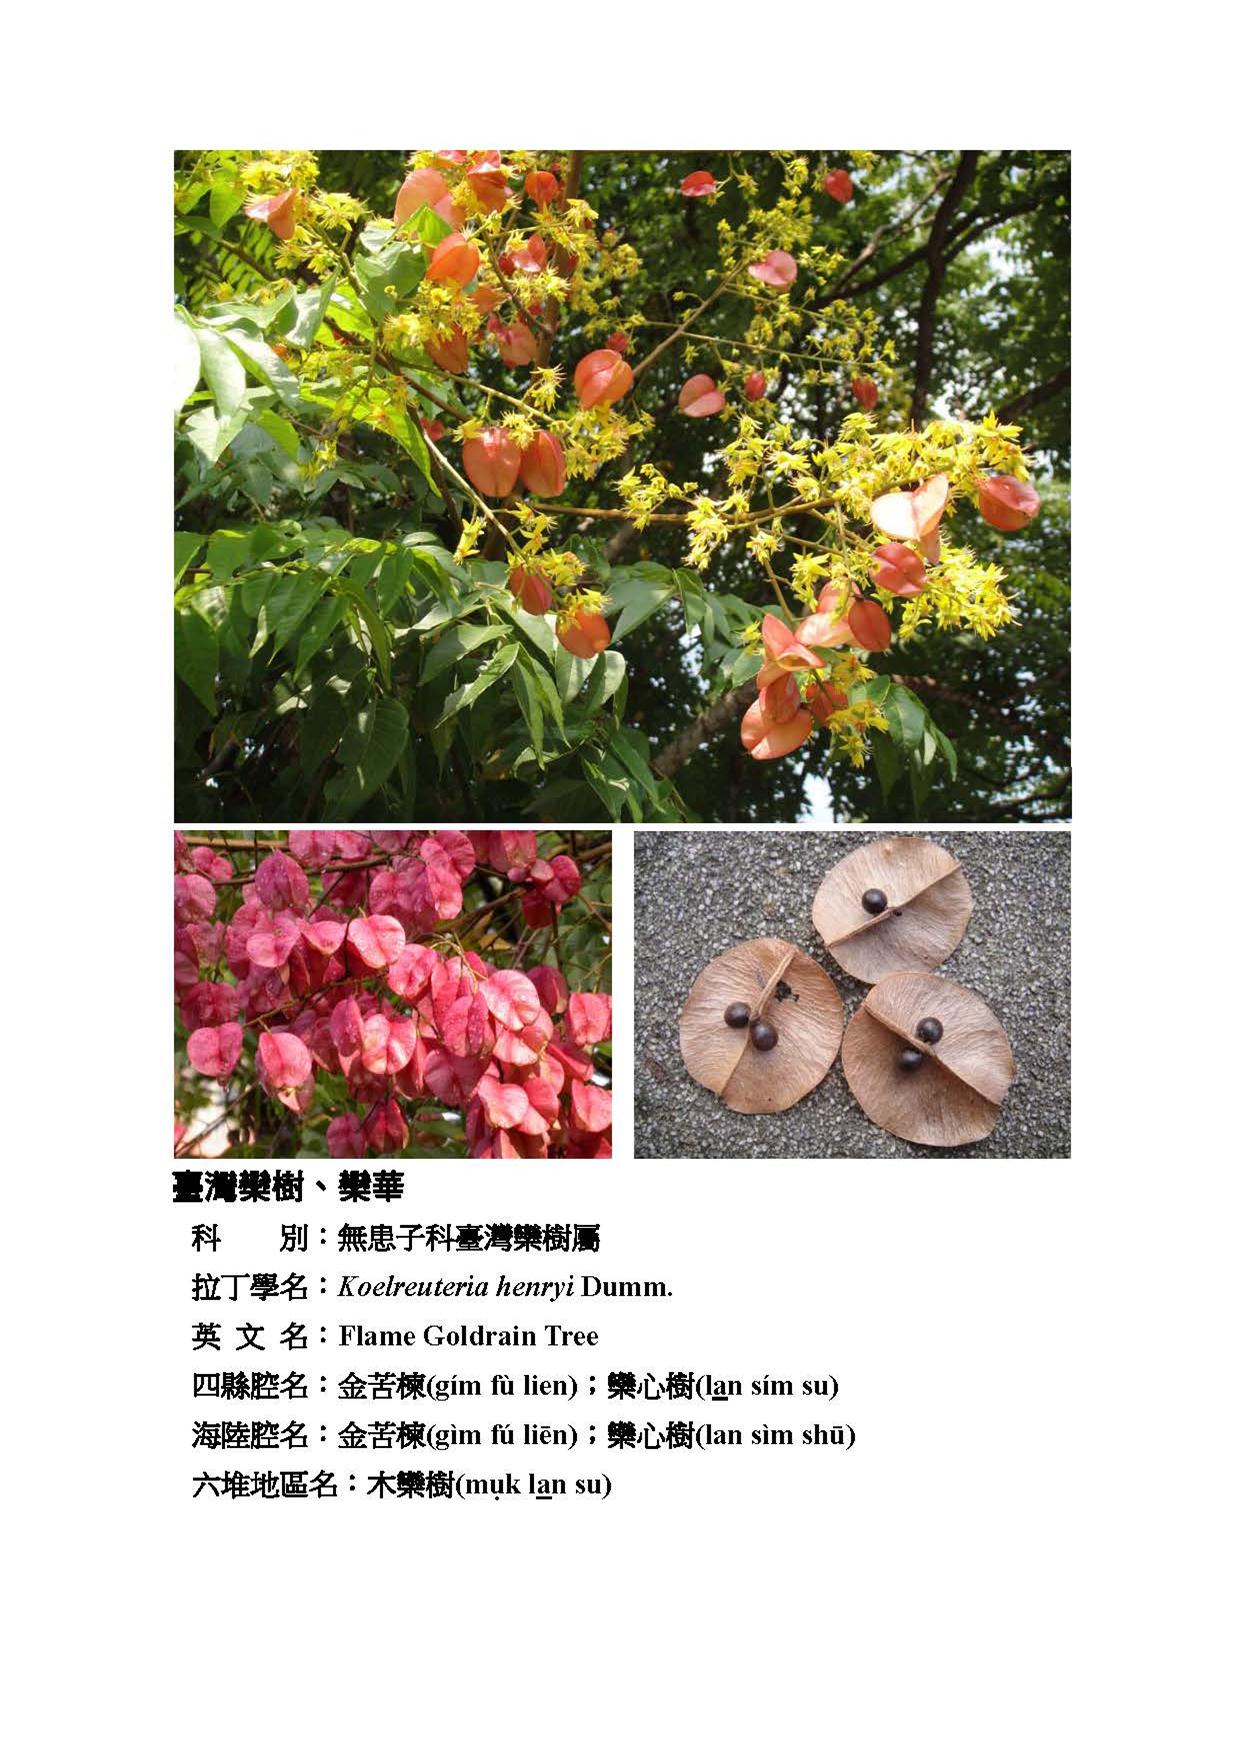 臺灣欒樹、欒華
科　　別：無患子科臺灣欒樹屬
拉丁學名：Koelreuteria henryi Dumm.
英 文 名：Flame Goldrain Tree
四縣腔名：金苦楝(gím fù lien)；欒心樹(la̲n sím su)
海陸腔名：金苦楝(gìm fú liēn)；欒心樹(lan sìm shū)
六堆地區名：木欒樹(mụk la̲n su)